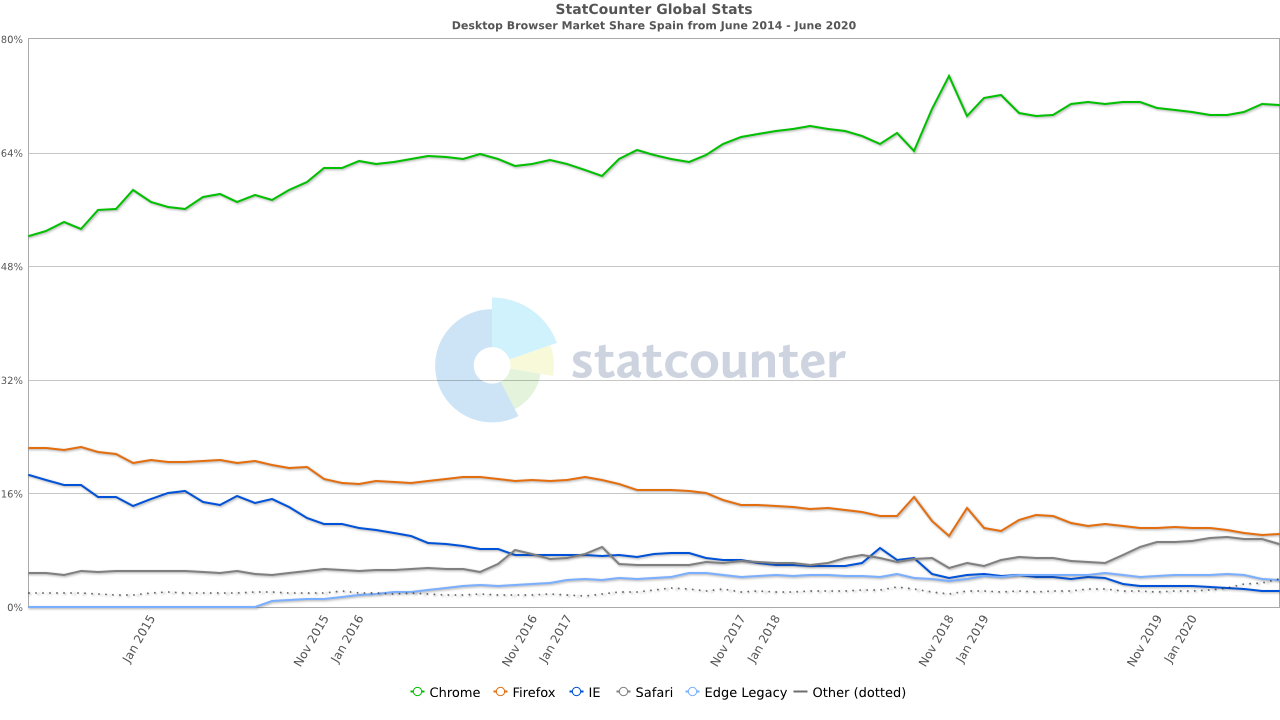 StatCounter Global Stats
Desktop Browser Market Share Spain from June 2014 - June 2020
80%
64%
48%
statcounter
32%
16%
0%
Jan 2015
Nov 2015
Jan 2016
Nov 2016
Jan 2017
Nov 2017
Jan 2018
Nov 2018
Jan 2019
Nov 2019
Jan 2020
Chrome Firefox IE Safari Edge Legacy Other (dotted)